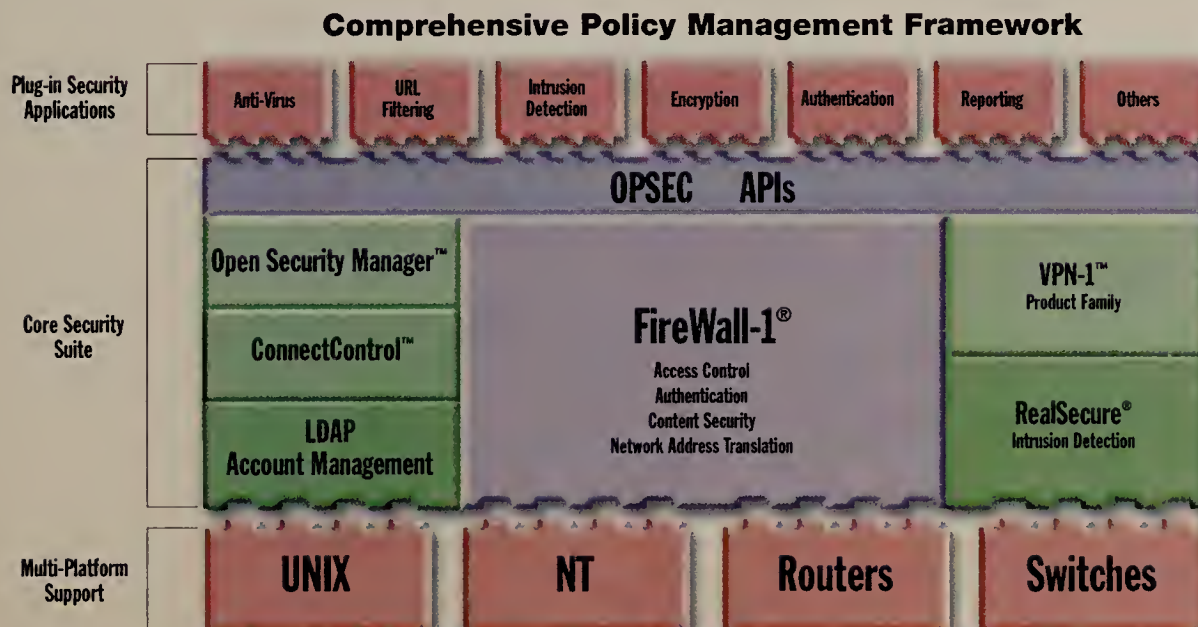 Comprehensive Policy Management Framework
Plug-in Security
Applications
Anti-Virus
URL
Filtering
Intrusion
Detection
Encryption
Authentication
Reporting
Others
OPSEC APIs
Core Security
Suite
Open Security Manager™
ConnectControl™
LDAP
Account Management
FireWall-1®
Access Control
Authentication
Content Security
Network Address Translation
VPN-1™
Product Family
RealSecure®
Intrusion Detection
Multi-Platform
Support
UNIX
NT
Routers
Switches